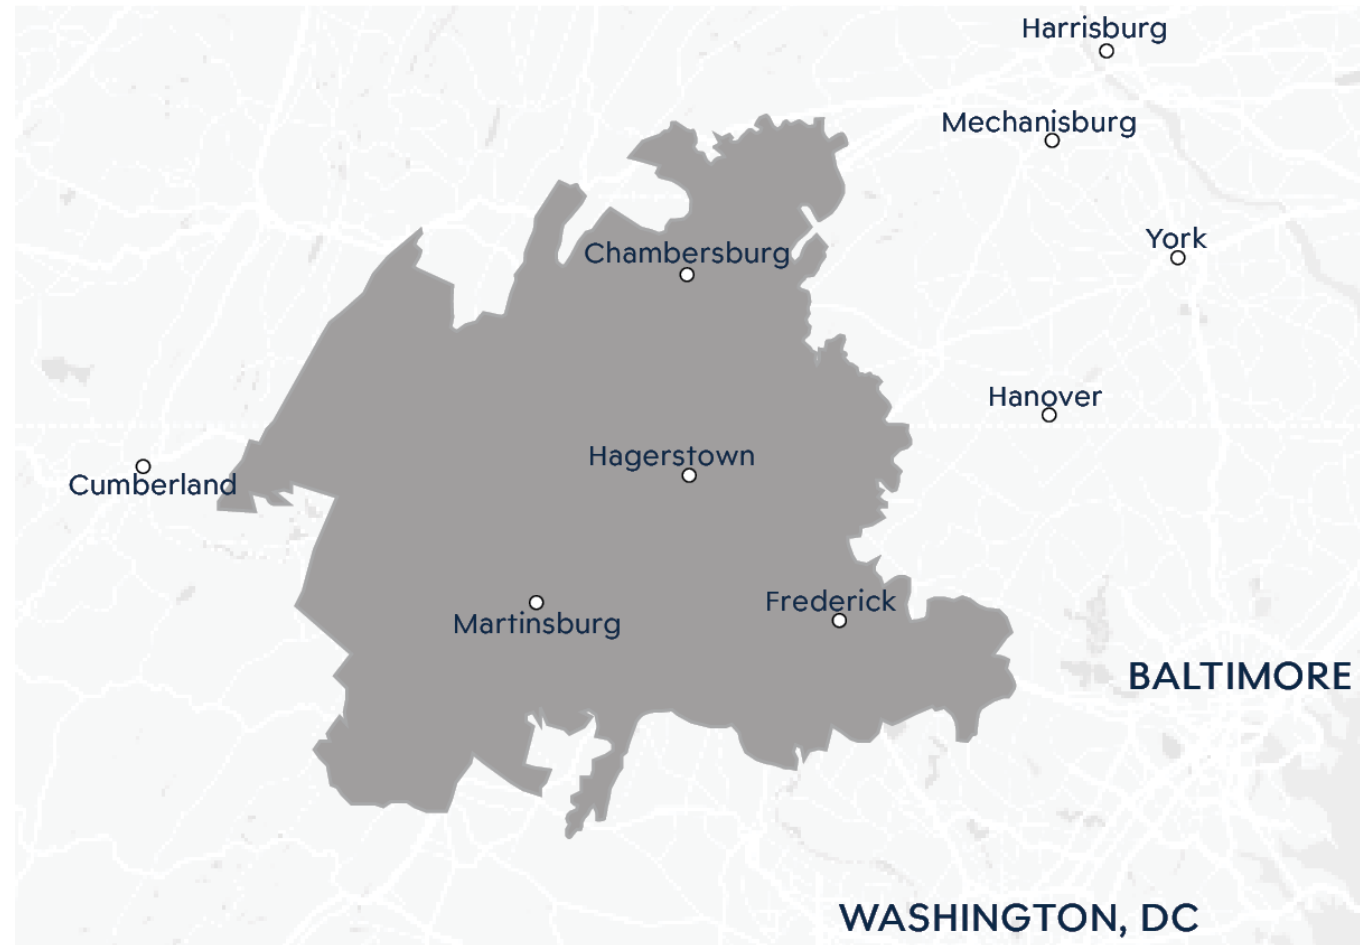 Harrisburg
Mechanisburg
York
Chambersburg
Hanover
Hagerstown
Cumberland
Frederick
Martinsburg
BALTIMORE
WASHINGTON, DC